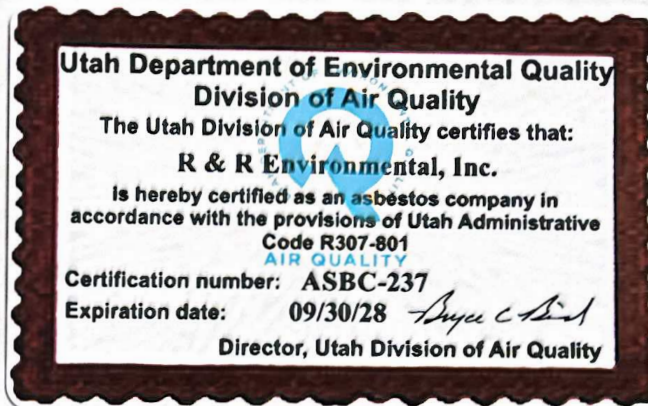 Utah Department of Environmental Quality
Division of Air Quality
The Utah Division of Air Quality certifies that:
R & R Environmental, Inc.
Is hereby certified as an asbestos company in
accordance with the provisions of Utah Administrative
Code R307-801
AIR QUALITY
Certification number: ASBC-237
Expiration date: 09/30/28 Bryce C Bird
Director, Utah Division of Air Quality